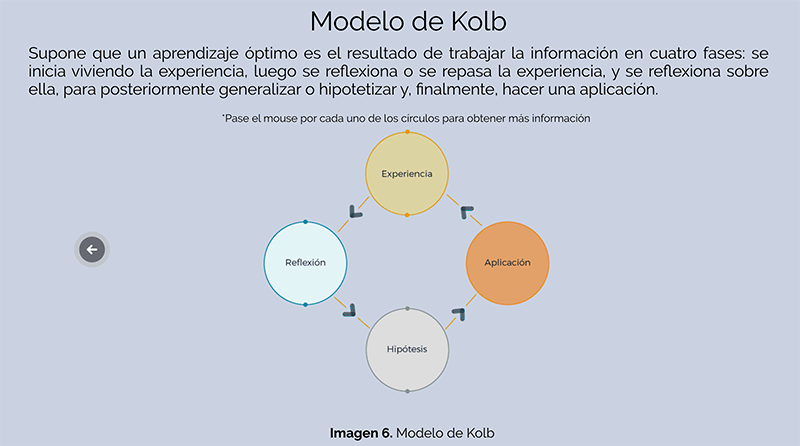 Modelo de Kolb
Supone que un aprendizaje óptimo es el resultado de trabajar la información en cuatro fases: se
inicia viviendo la experiencia, luego se reflexiona o se repasa la experiencia, y se reflexiona sobre
ella, para posteriormente generalizar o hipotetizar y, finalmente, hacer una aplicación.
*Pase el mouse por cada uno de los círculos para obtener más información
Experiencia
Reflexión
Aplicación
Hipótesis
Imagen 6. Modelo de Kolb